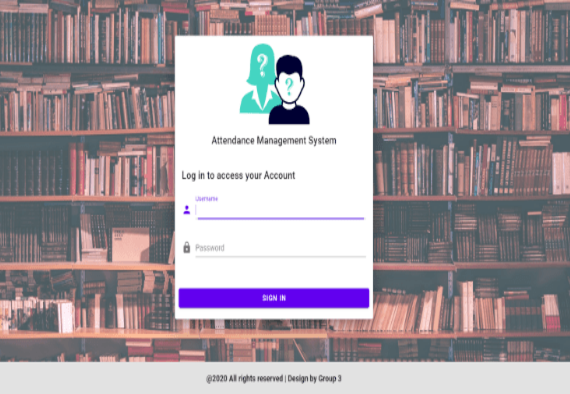 ? ?
Attendance Management System
Log in to access your Account
Username
Password
SIGN IN
@2020 All rights reserved | Design by Group 3